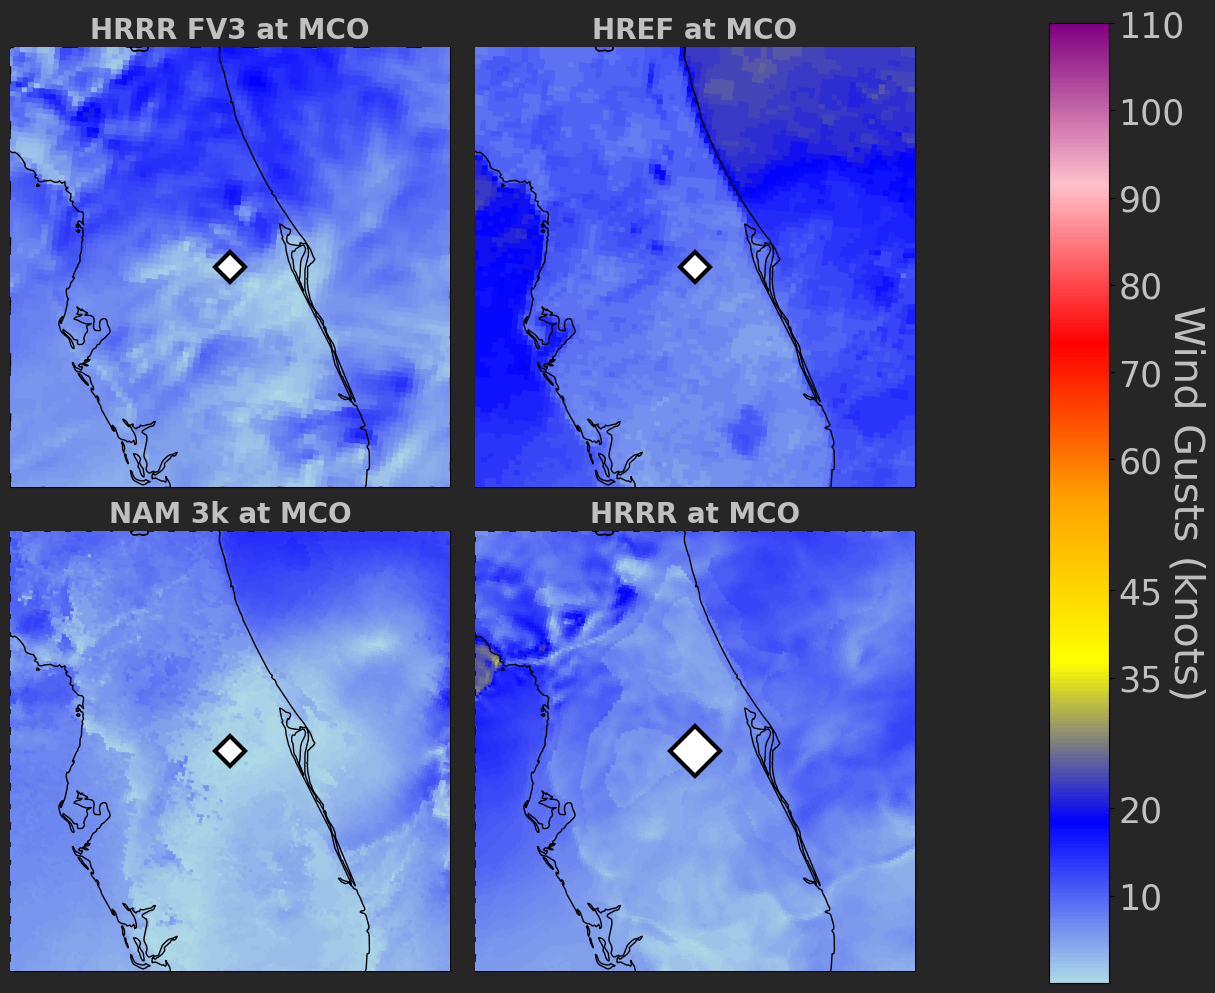 HRRR FV3 at MCO
HREF at MCO
NAM 3k at MCO
HRRR at MCO
110
100
90
80
70
60
45
35
20
10
Wind Gusts (knots)